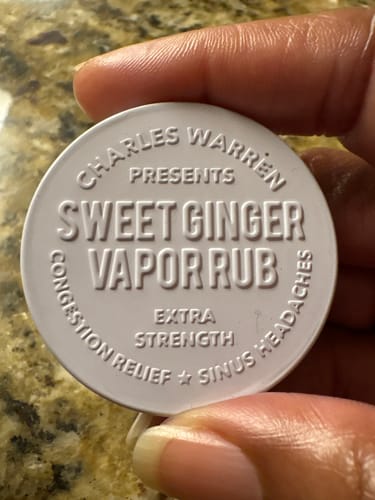 CHARLES WARREN
PRESENTS
SWEET GINGER
VAPOR RUB
EXTRA
STRENGTH
CONGESTION RELIEF ★ SINUS HEADACHES